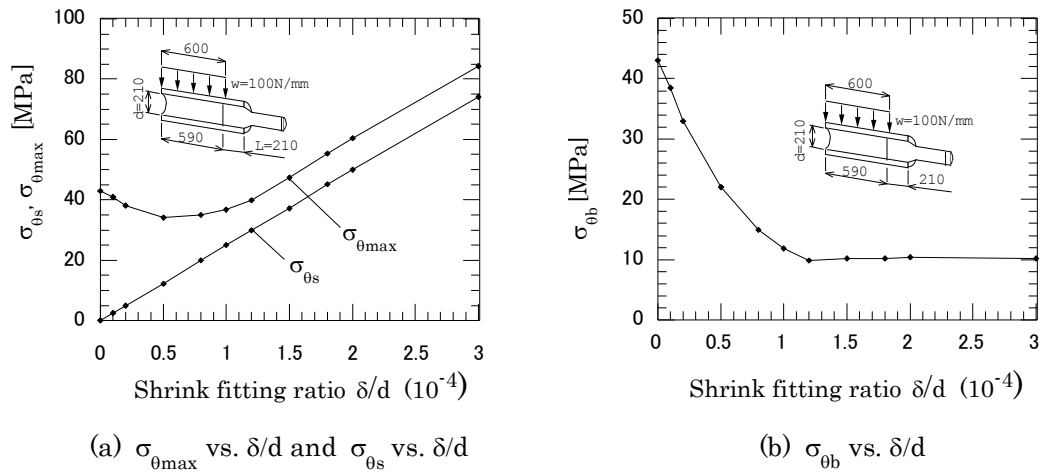 100
80
60
40
20
0
σθs, σθmax [MPa]
600
w=100N/mm
d=210
590
L=210
σθmax
σθs
0 0.5 1 1.5 2 2.5 3
Shrink fitting ratio δ/d (10⁻⁴)
(a) σθmax vs. δ/d and σθs vs. δ/d
50
40
30
20
10
0
σθb [MPa]
600
w=100N/mm
d=210
590
210
0 0.5 1 1.5 2 2.5 3
Shrink fitting ratio δ/d (10⁻⁴)
(b) σθb vs. δ/d